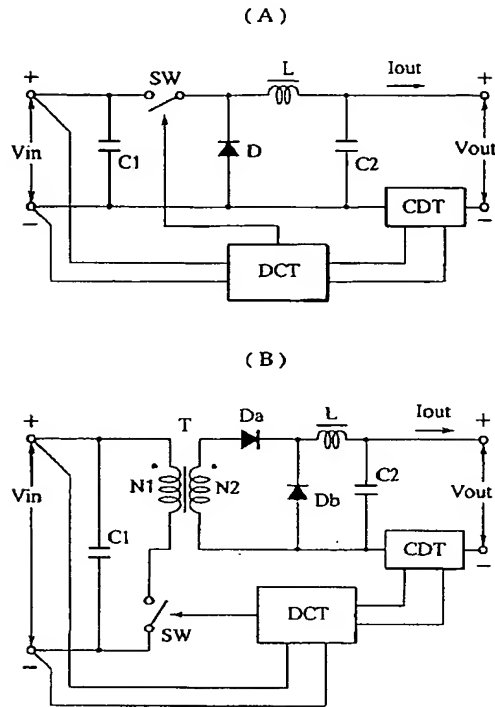 (A)
+ SW L Iout +
Vin C1 D C2 Vout
− CDT −
DCT
(B)
+ T Da L Iout +
Vin C1 N1 N2 Db C2 Vout
CDT −
− SW DCT